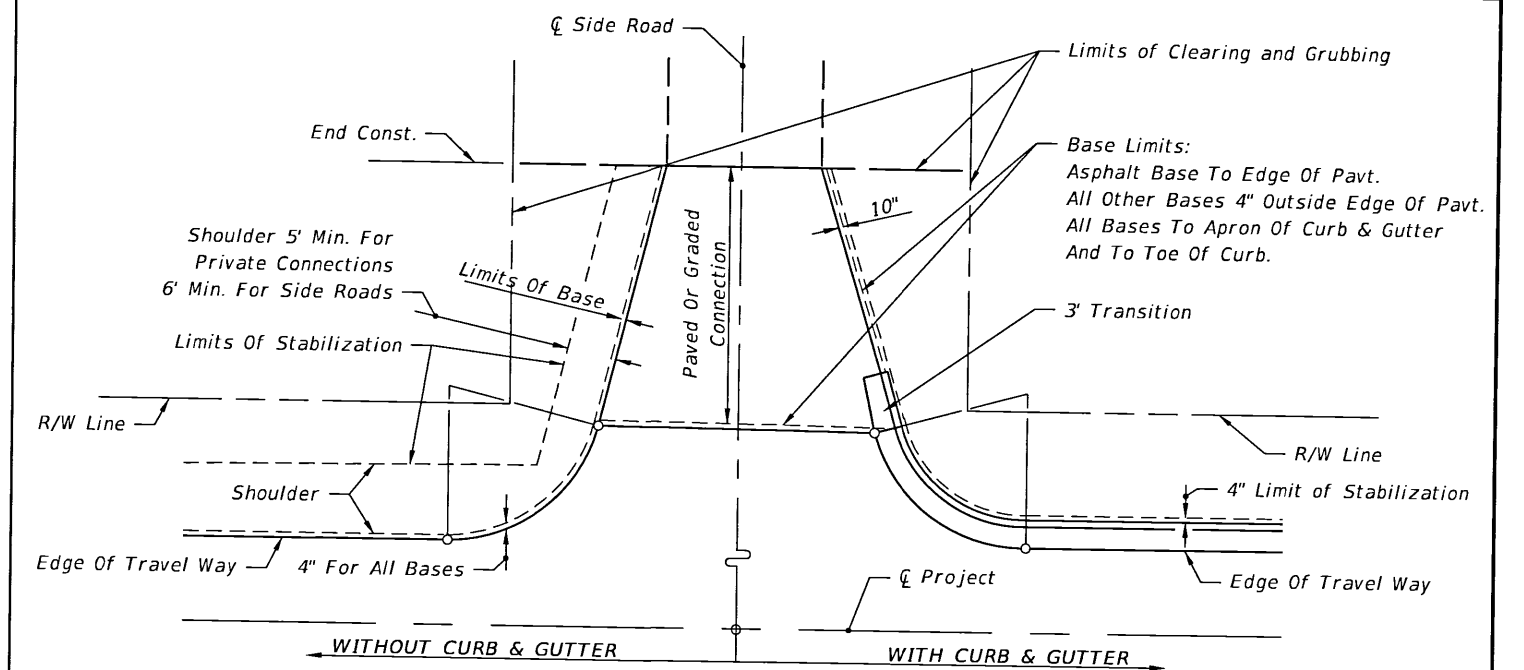 ℄ Side Road
Limits of Clearing and Grubbing
End Const.
Base Limits:
Asphalt Base To Edge Of Pavt.
All Other Bases 4" Outside Edge Of Pavt.
All Bases To Apron Of Curb & Gutter
And To Toe Of Curb.
10"
Shoulder 5' Min. For
Private Connections
6' Min. For Side Roads
Limits Of Base
Paved Or Graded
Connection
3' Transition
Limits Of Stabilization
R/W Line
R/W Line
Shoulder
4" Limit of Stabilization
Edge Of Travel Way
4" For All Bases
℄ Project
Edge Of Travel Way
WITHOUT CURB & GUTTER
WITH CURB & GUTTER